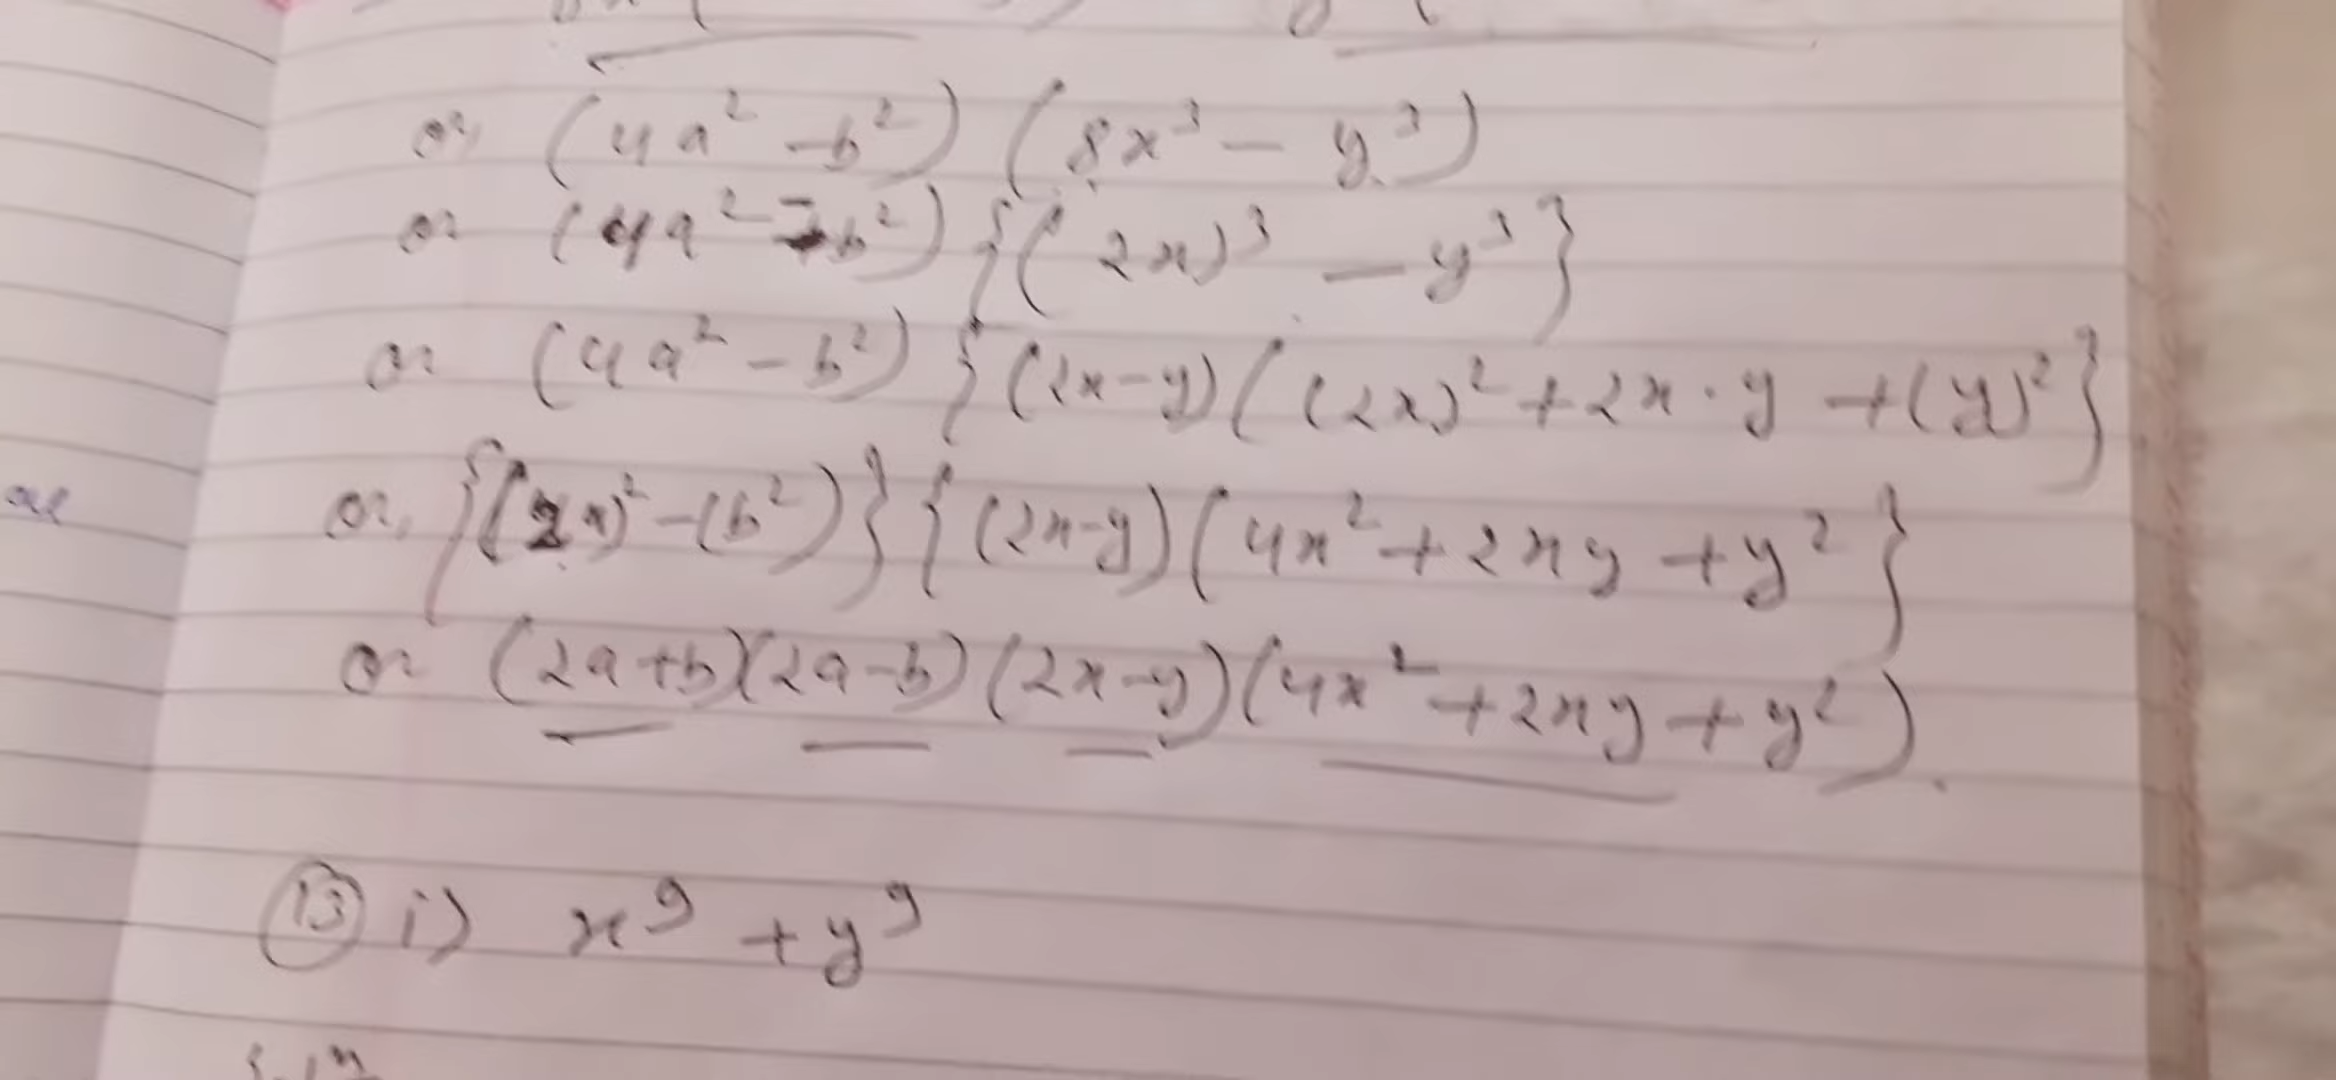 or, (4a² - b²) (8x³ - y³)
or (4a² - b²) {(2x)³ - y³}
or (4a² - b²) {(2x-y)((2x)² + 2x · y + (y)²}
al or, {(2a)² - (b²)} {(2x-y)(4x² + 2xy + y²}
or (2a+b)(2a-b)(2x-y)(4x² + 2xy + y²).
13 i) x⁹ + y⁹